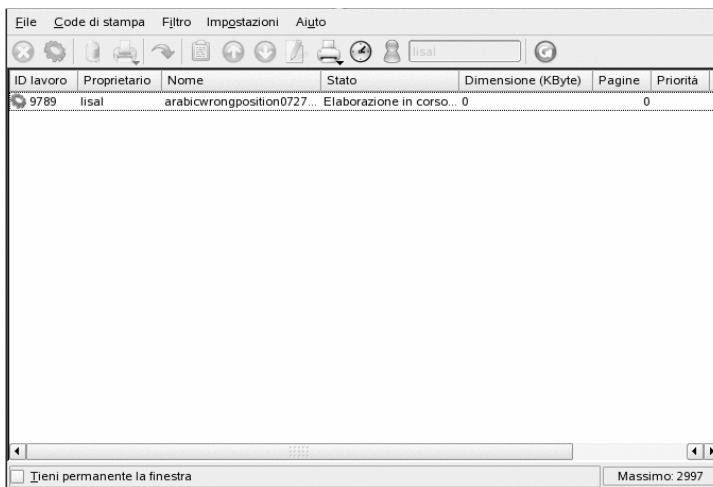 File Code di stampa Filtro Impostazioni Aiuto
lisal
ID lavoro Proprietario Nome Stato Dimensione (KByte) Pagine Priorità
9789 lisal arabicwrongposition0727... Elaborazione in corso... 0 0
Tieni permanente la finestra Massimo: 2997